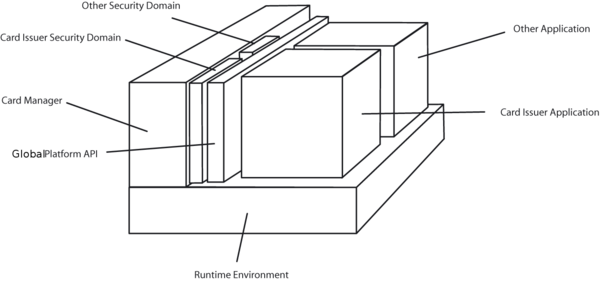 Other Security Domain
Card Issuer Security Domain
Other Application
Card Manager
Card Issuer Application
GlobalPlatform API
Runtime Environment